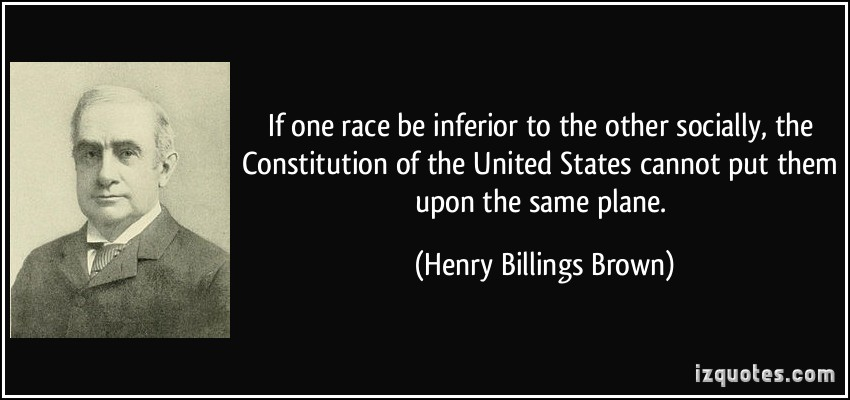 If one race be inferior to the other socially, the
Constitution of the United States cannot put them
upon the same plane.
(Henry Billings Brown)
izquotes.com